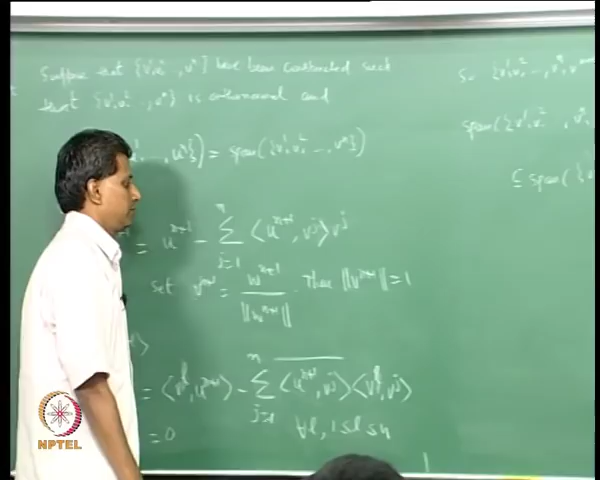 Suppose that {v¹, v², ..., vⁿ} have been constructed such
that {v¹, v², ..., vⁿ} is orthonormal and
..., uⁿ}) = span({v¹, v², ..., vⁿ})
= uⁿ⁺¹ - Σ_{j=1}^{n} ⟨uⁿ⁺¹, vʲ⟩ vʲ
set vⁿ⁺¹ = wⁿ⁺¹ / ‖wⁿ⁺¹‖. Then ‖vⁿ⁺¹‖ = 1
= ⟨vˡ, uⁿ⁺¹⟩ - Σ_{j=1}^{n} ⟨uⁿ⁺¹, vʲ⟩⟨vˡ, vʲ⟩
= 0 ∀ l, 1 ≤ l ≤ n
So {v¹, v², ..., vⁿ, vⁿ⁺¹
span({v¹, v², ..., vⁿ,
⊆ span({
NPTEL